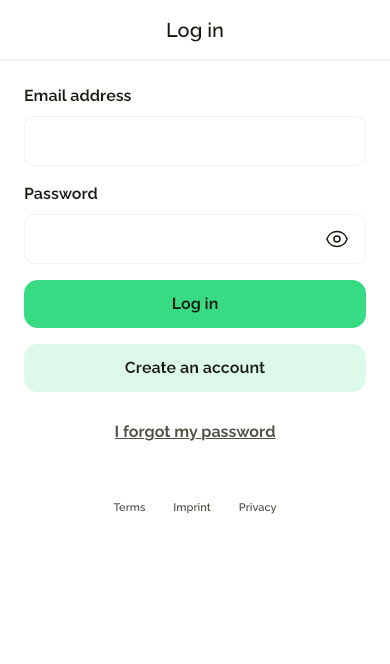 Log in
Email address
Password
Log in
Create an account
I forgot my password
Terms Imprint Privacy